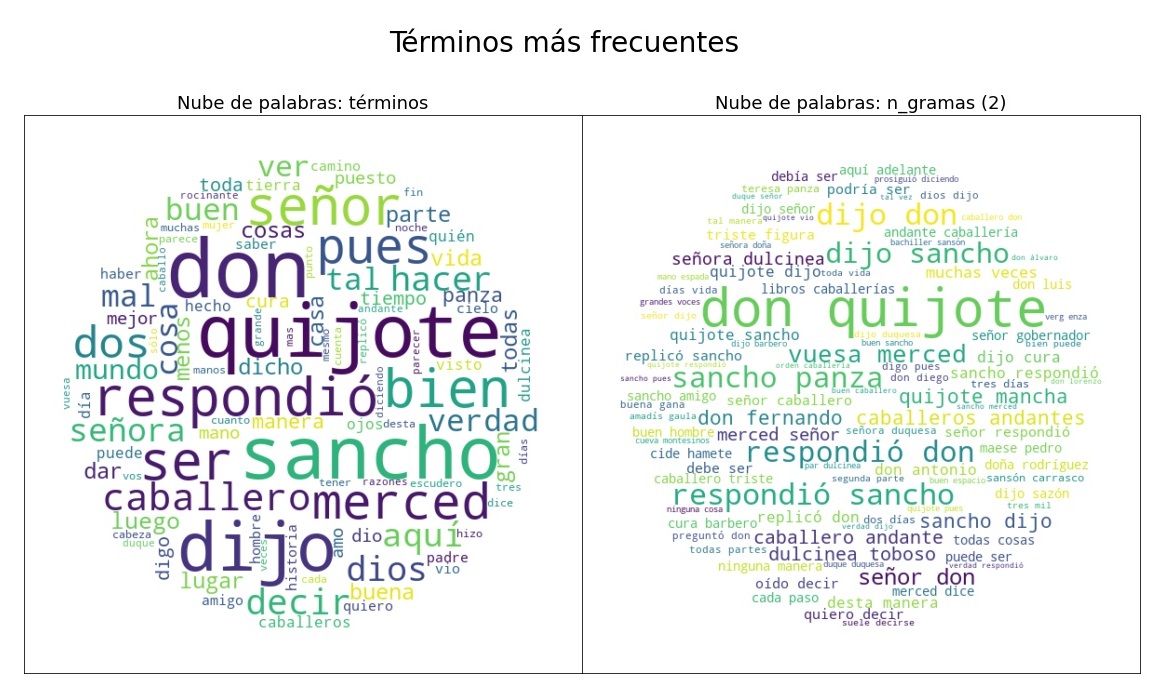 Términos más frecuentes
Nube de palabras: términos
Nube de palabras: n_gramas (2)
ver
camino
toda
tierra
puesto
rocinante
fin
buen
señor
parte
muchas
mujer
cosas
noche
parece
saber
quién
ahora
caballo
don
punto
pues
vida
haber
tal
hacer
mal
hecho
cura
tiempo
panza
cielo
mejor
cosa
grande
casa
andante
todas
quijote
dos
sólo
menos
mas
mesmo
cuenta
replicó
parecer
dulcinea
mundo
manos
dicho
visto
vuesa
día
respondió
diciendo
bien
cuanto
manera
ojos
desta
verdad
señora
mano
sancho
gran
días
puede
dar
vos
ser
tener
razones
escudero
tres
dice
caballero
merced
luego
cabeza
duque
hombre
veces
historia
amo
dio
aquí
hizo
digo
dijo
dios
padre
vio
lugar
cada
buena
amigo
decir
quiero
caballeros
aquí adelante
debía ser
prosiguió diciendo
teresa panza
podría ser
duque señor
tal vez
dios dijo
dijo señor
dijo don
tal manera
quijote vio
caballero don
triste figura
andante caballería
señora doña
bachiller sansón
señora dulcinea
dijo sancho
don álvaro
mano espada
quijote dijo
toda vida
muchas veces
días vida
libros caballerías
don luis
grandes voces
don quijote
señor dijo
verg enza
quijote sancho
dijo duquesa
señor gobernador
dijo barbero
buen sancho
bien puede
replicó sancho
vuesa merced
dijo cura
quijote respondió
orden caballería
digo pues
sancho pues
sancho panza
don diego
sancho respondió
tres días
don lorenzo
sancho amigo
señor caballero
buen caballero
quijote mancha
buena gana
sancho merced
amadís gaula
don fernando
caballeros andantes
buen hombre
merced señor
señora duquesa
señor respondió
cueva montesinos
cide hamete
respondió don
maese pedro
debe ser
par dulcinea
don antonio
doña rodríguez
caballero triste
segunda parte
buen espacio
sansón carrasco
respondió sancho
dijo sazón
ninguna cosa
quijote pues
tres mil
cura barbero
replicó don
dos días
sancho dijo
verdad dijo
preguntó don
caballero andante
todas cosas
todas partes
dulcinea toboso
puede ser
ninguna manera
duque duquesa
verdad respondió
oído decir
señor don
merced dice
cada paso
desta manera
quiero decir
suele decirse